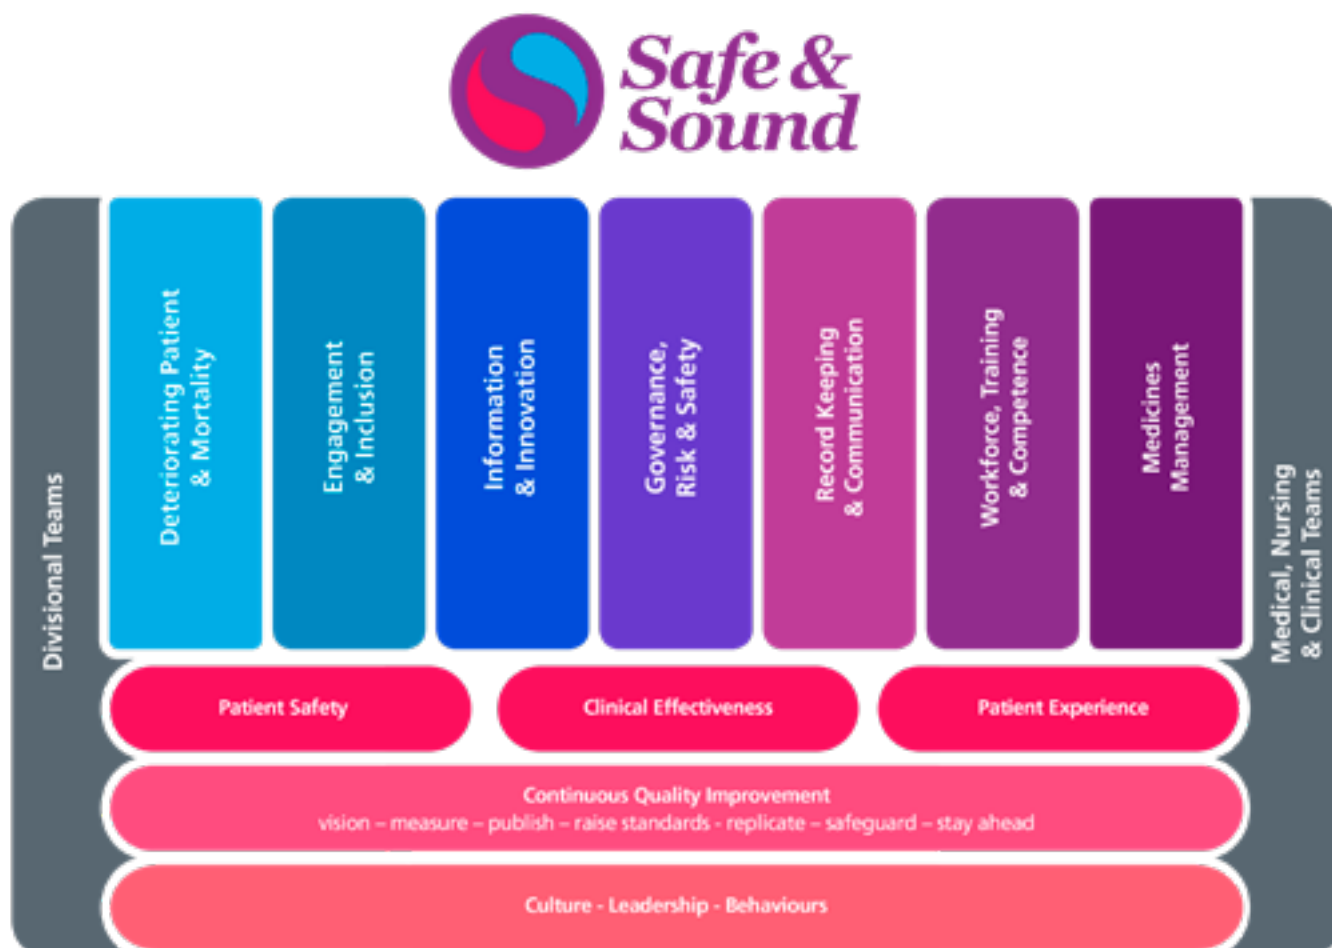 Safe &
Sound
Divisional Teams
Deteriorating Patient
& Mortality
Engagement
& Inclusion
Information
& Innovation
Governance,
Risk & Safety
Record Keeping
& Communication
Workforce, Training
& Competence
Medicines
Management
Medical, Nursing
& Clinical Teams
Patient Safety
Clinical Effectiveness
Patient Experience
Continuous Quality Improvement
vision – measure – publish – raise standards - replicate – safeguard – stay ahead
Culture - Leadership - Behaviours